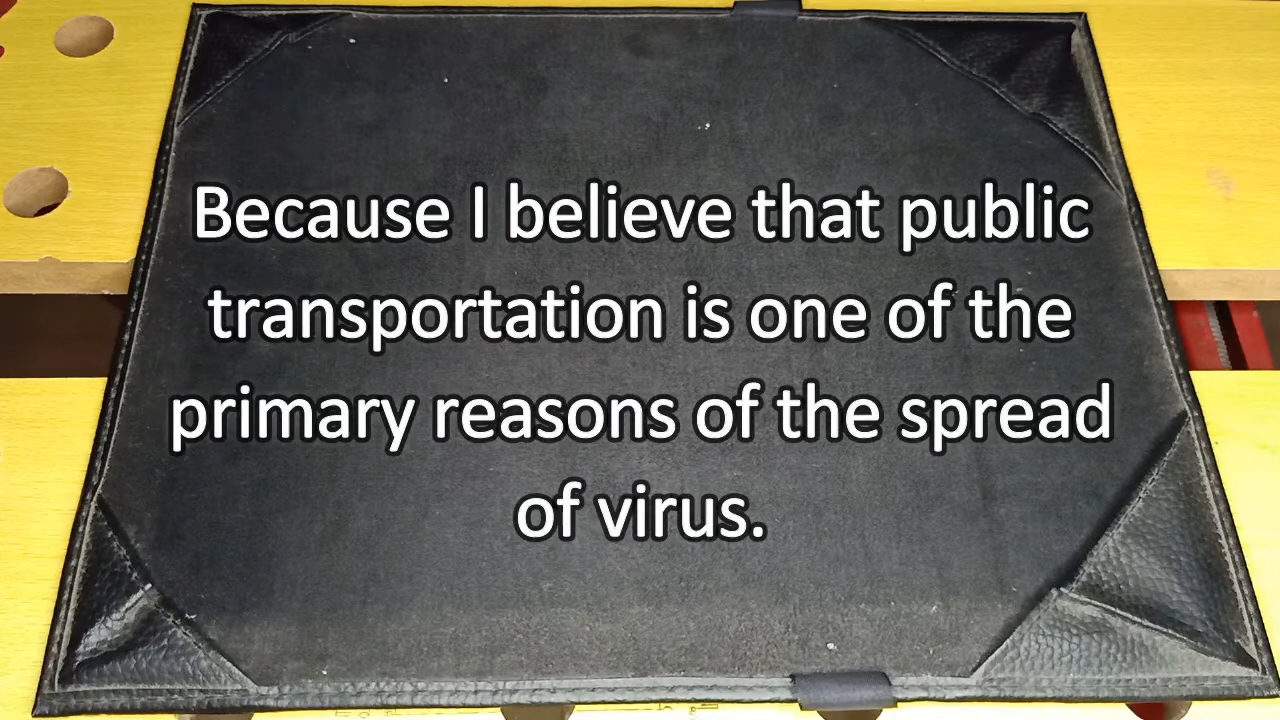 Because I believe that public
transportation is one of the
primary reasons of the spread
of virus.